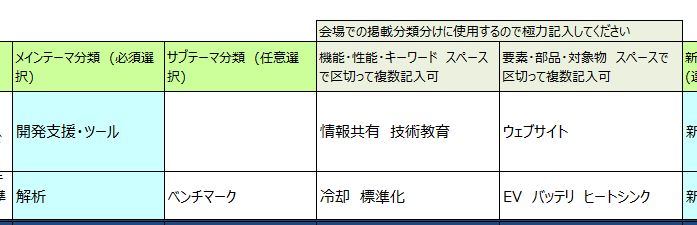 会場での掲載分類分けに使用するので極力記入してください
メインテーマ分類 (必須選択)
サブテーマ分類 (任意選択)
機能・性能・キーワード スペースで区切って複数記入可
要素・部品・対象物 スペースで区切って複数記入可
開発支援・ツール
情報共有 技術教育
ウェブサイト
新
準
解析
ベンチマーク
冷却 標準化
EV バッテリ ヒートシンク
新